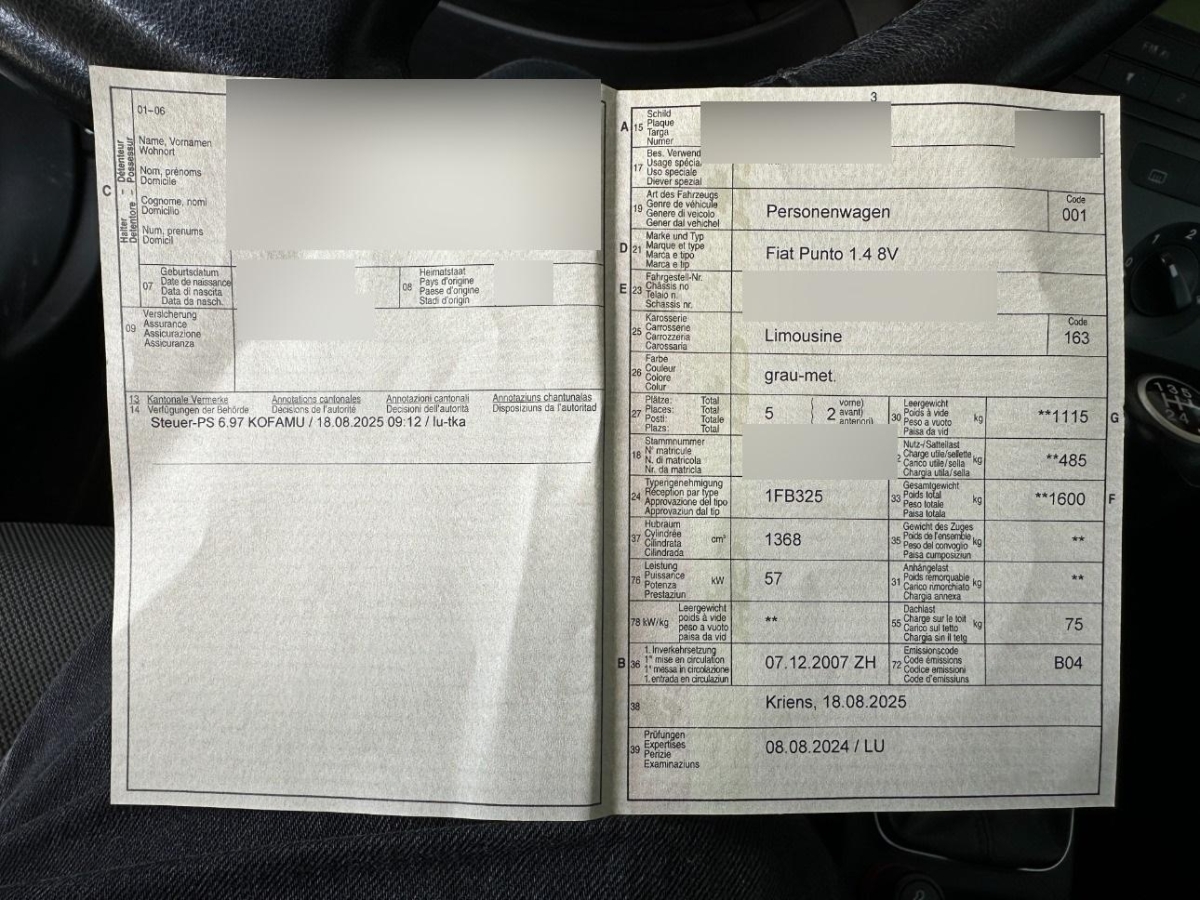 01–06
Halter – Détenteur
Detentore – Possessur
C
Name, Vornamen
Wohnort
Nom, prénoms
Domicile
Cognome, nomi
Domicilio
Num, prenums
Domicil
07
Geburtsdatum
Date de naissance
Data di nascita
Data da nasch.
08
Heimatstaat
Pays d'origine
Paese d'origine
Stadi d'origin
09
Versicherung
Assurance
Assicurazione
Assicuranza
13 Kantonale Vermerke Annotations cantonales Annotazioni cantonali Annotaziuns chantunalas
14 Verfügungen der Behörde Décisions de l'autorité Decisioni dell'autorità Disposiziuns da l'autoritad
Steuer-PS 6.97 KOFAMU / 18.08.2025 09:12 / lu-tka
3
A 15
Schild
Plaque
Targa
Numer
17
Bes. Verwend
Usage spécia
Uso speciale
Diever spezial
19
Art des Fahrzeugs
Genre de véhicule
Genere di veicolo
Gener dal vehichel
Personenwagen
Code
001
D 21
Marke und Typ
Marque et type
Marca e tipo
Marca e tip
Fiat Punto 1.4 8V
E 23
Fahrgestell-Nr.
Châssis no
Telaio n.
Schassis nr.
25
Karosserie
Carrosserie
Carrozzeria
Carossaria
Limousine
Code
163
26
Farbe
Couleur
Colore
Colur
grau-met.
27
Plätze: Total
Places: Total
Posti: Totale
Plazs: Total
5
2
vorne)
avant)
anteriori)
30
Leergewicht
Poids à vide
Peso a vuoto
Paisa da vid
kg
**1115
G
18
Stammnummer
N° matricule
N. di matricola
Nr. da matricla
Nutz-/Sattellast
Charge utile/sellette
Carico utile/sella
Chargia utila/sella
kg
**485
24
Typengenehmigung
Réception par type
Approvazione del tipo
Approvaziun dal tip
1FB325
33
Gesamtgewicht
Poids total
Peso totale
Paisa totala
kg
**1600
F
37
Hubraum
Cylindrée
Cilindrata
Cilindrada
cm³
1368
35
Gewicht des Zuges
Poids de l'ensemble
Peso del convoglio
Paisa cumposiziun
kg
**
76
Leistung
Puissance
Potenza
Prestaziun
kW
57
31
Anhängelast
Poids remorquable
Carico rimorchiato
Chargia annexa
kg
**
78 kW/kg
Leergewicht
poids à vide
peso a vuoto
paisa da vid
**
55
Dachlast
Charge sur le toit
Carico sul tetto
Chargia sin il tetg
kg
75
B 36
1. Inverkehrsetzung
1re mise en circulation
1a messa in circolazione
1. entrada en circulaziun
07.12.2007 ZH
72
Emissionscode
Code émissions
Codice emissioni
Code d'emissiuns
B04
38
Kriens, 18.08.2025
39
Prüfungen
Expertises
Perizie
Examinaziuns
08.08.2024 / LU
1 3 5
2 4
0
1
2